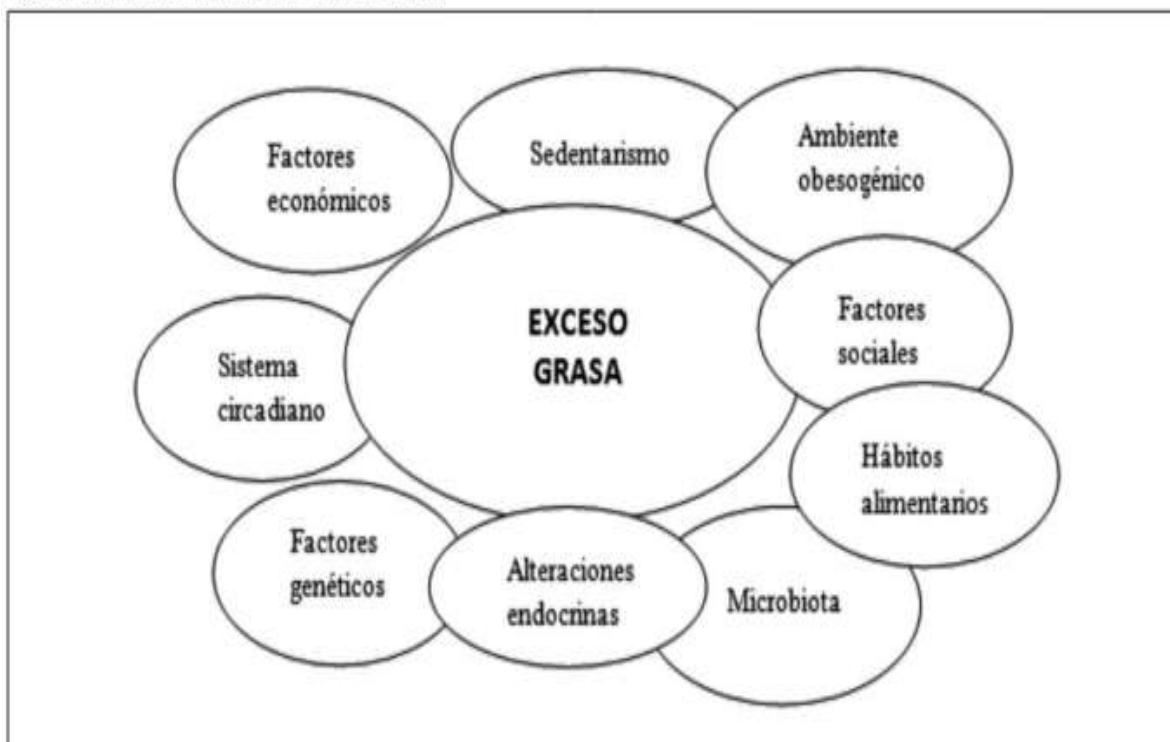 Factores
económicos
Sedentarismo
Ambiente
obesogénico
EXCESO
GRASA
Factores
sociales
Sistema
circadiano
Hábitos
alimentarios
Factores
genéticos
Alteraciones
endocrinas
Microbiota